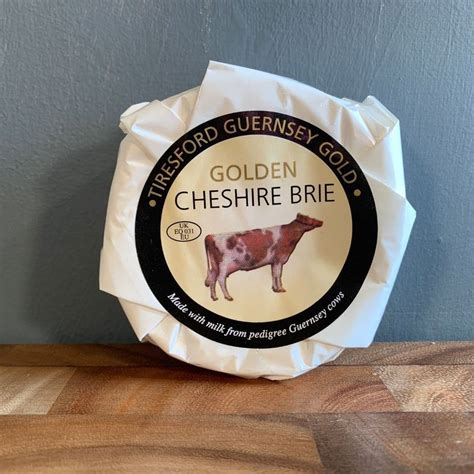 • TIRESFORD GUERNSEY GOLD •
GOLDEN
CHESHIRE BRIE
UK
EQ 031
EU
Made with milk from pedigree Guernsey cows